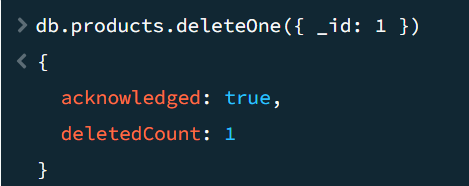 > db.products.deleteOne({ _id: 1 })
< {
acknowledged: true,
deletedCount: 1
}